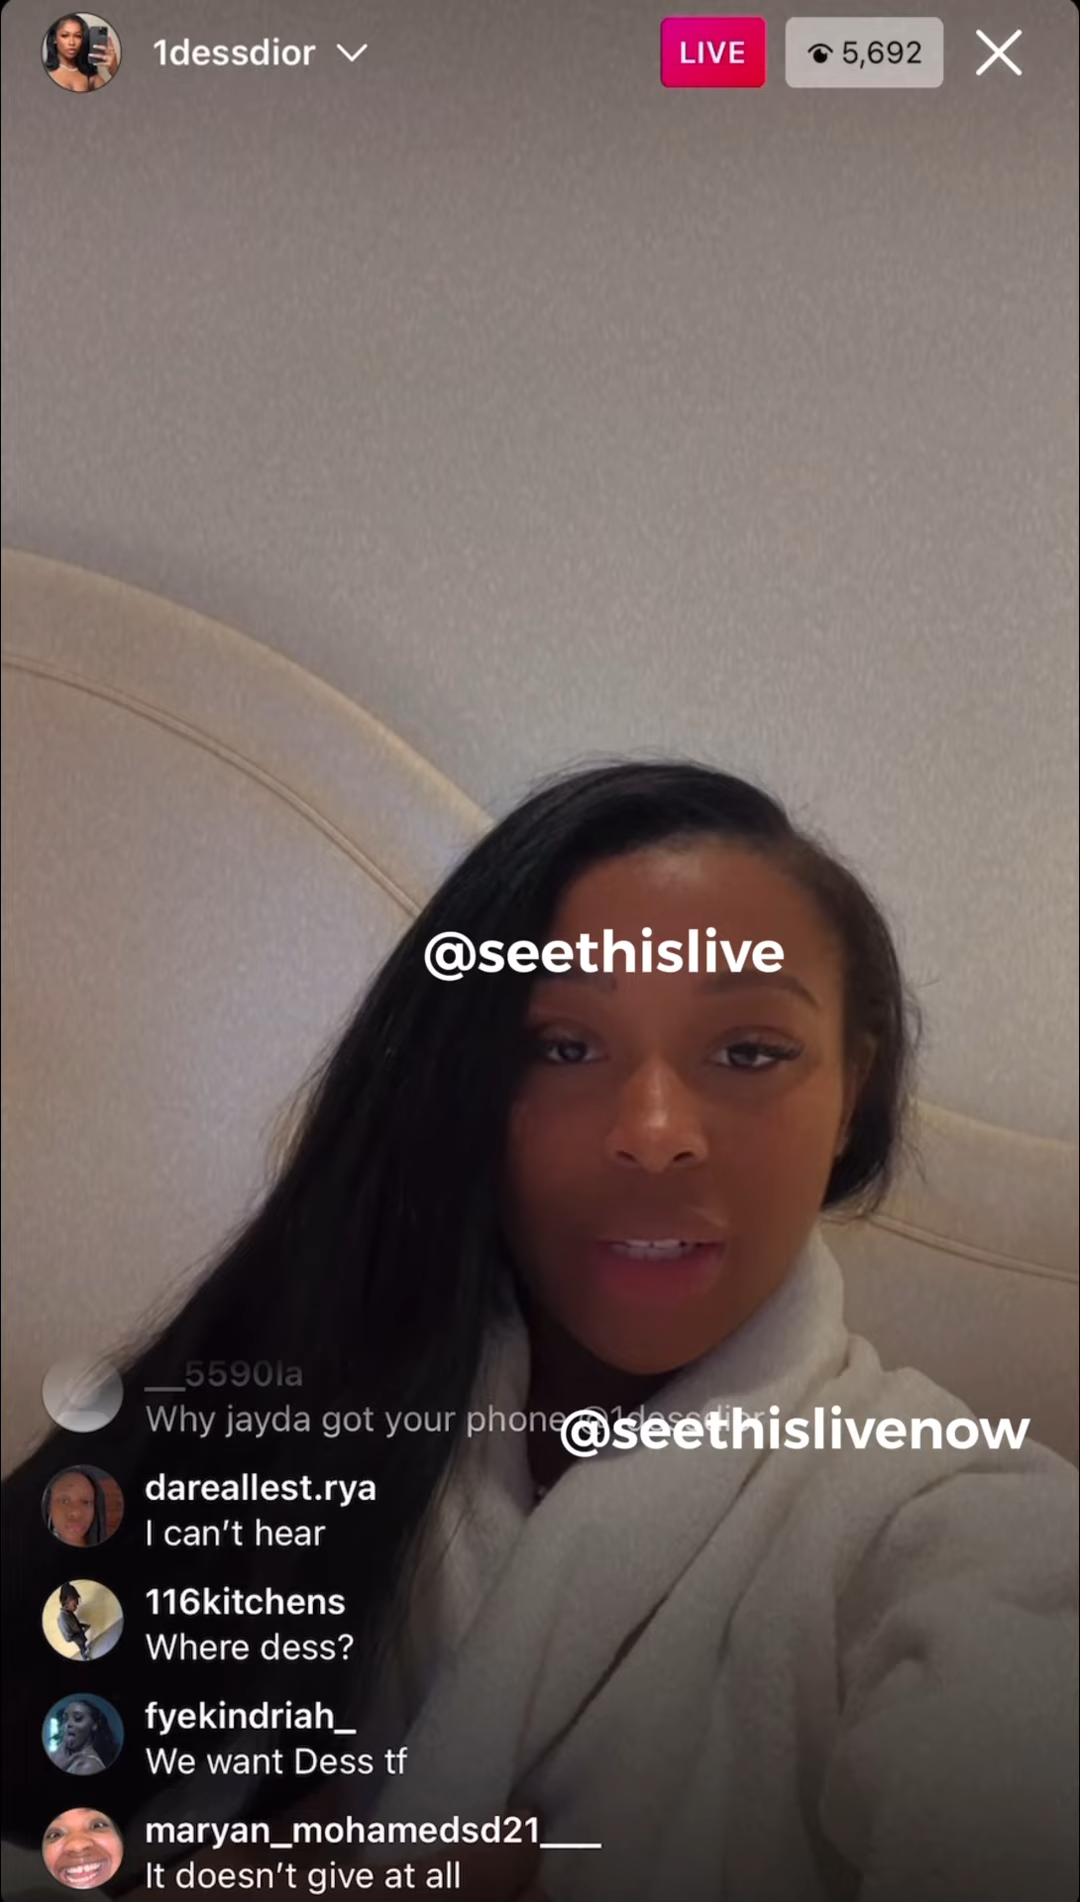 1dessdior
LIVE
5,692
@seethislive
__5590la
Why jayda got your phone @1dessdior
@seethislivenow
dareallest.rya
I can't hear
116kitchens
Where dess?
fyekindriah_
We want Dess tf
maryan_mohamedsd21___
It doesn't give at all